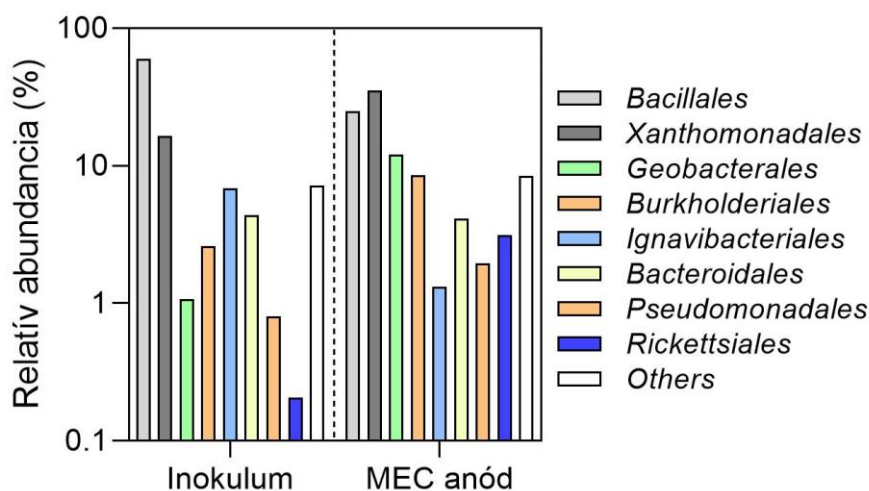 Relatív abundancia (%)
100
10
1
0.1
Inokulum
MEC anód
Bacillales
Xanthomonadales
Geobacterales
Burkholderiales
Ignavibacteriales
Bacteroidales
Pseudomonadales
Rickettsiales
Others